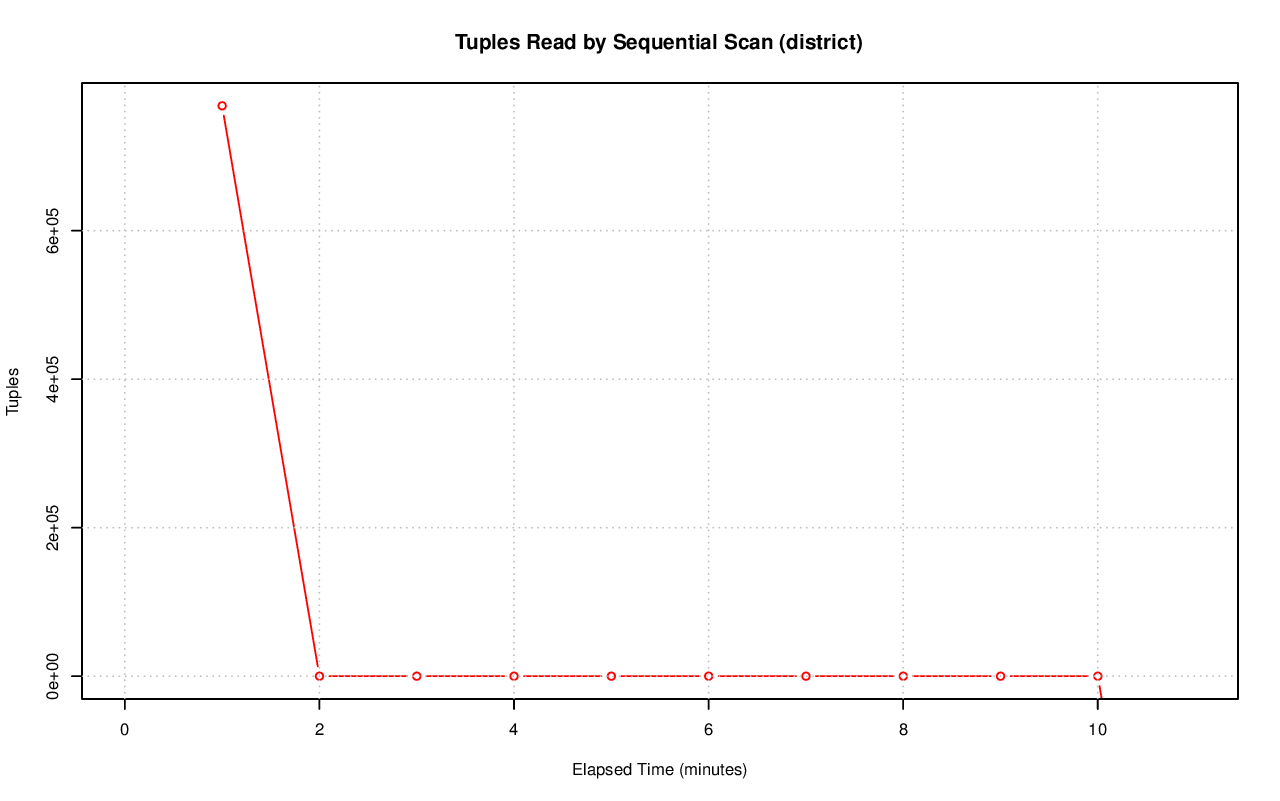 Tuples Read by Sequential Scan (district)
Tuples
6e+05
4e+05
2e+05
0e+00
0 2 4 6 8 10
Elapsed Time (minutes)